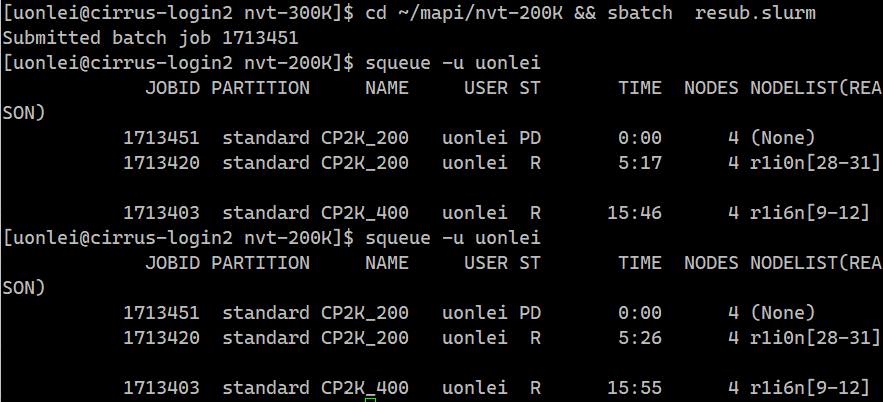 [uonlei@cirrus-login2 nvt-300K]$ cd ~/mapi/nvt-200K && sbatch  resub.slurm
Submitted batch job 1713451
[uonlei@cirrus-login2 nvt-200K]$ squeue -u uonlei
             JOBID PARTITION     NAME     USER ST       TIME  NODES NODELIST(REA
SON)
           1713451  standard CP2K_200   uonlei PD       0:00      4 (None)
           1713420  standard CP2K_200   uonlei  R       5:17      4 r1i0n[28-31]
           1713403  standard CP2K_400   uonlei  R      15:46      4 r1i6n[9-12]
[uonlei@cirrus-login2 nvt-200K]$ squeue -u uonlei
             JOBID PARTITION     NAME     USER ST       TIME  NODES NODELIST(REA
SON)
           1713451  standard CP2K_200   uonlei PD       0:00      4 (None)
           1713420  standard CP2K_200   uonlei  R       5:26      4 r1i0n[28-31]
           1713403  standard CP2K_400   uonlei  R      15:55      4 r1i6n[9-12]